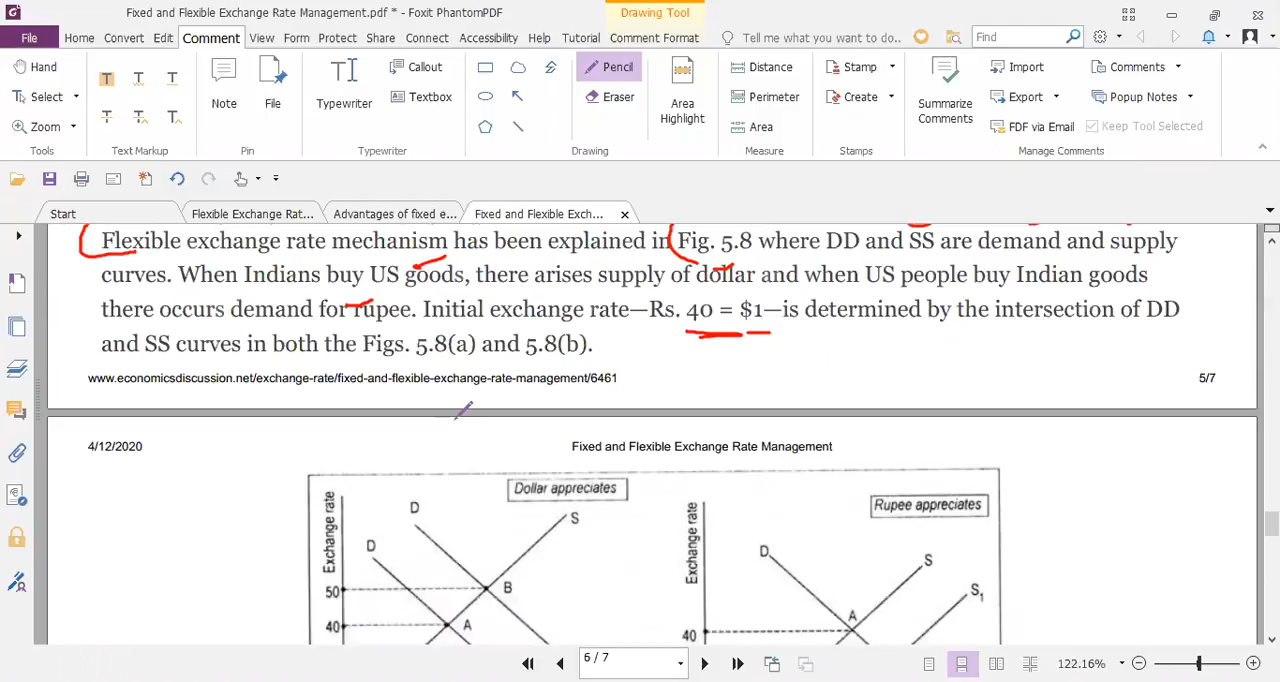 Fixed and Flexible Exchange Rate Management.pdf * - Foxit PhantomPDF
Drawing Tool
File Home Convert Edit Comment View Form Protect Share Connect Accessibility Help Tutorial Comment Format Tell me what you want to do.. Find
Hand
Select
Zoom
Tools
T T T
T T T
Text Markup
Note
File
Pin
Typewriter
Callout
Textbox
Typewriter
Pencil
Eraser
Drawing
Area
Highlight
Distance
Perimeter
Area
Measure
Stamp
Create
Stamps
Summarize
Comments
Import
Export
FDF via Email
Comments
Popup Notes
Keep Tool Selected
Manage Comments
Start Flexible Exchange Rat... Advantages of fixed e... Fixed and Flexible Exch...
Flexible exchange rate mechanism has been explained in Fig. 5.8 where DD and SS are demand and supply
curves. When Indians buy US goods, there arises supply of dollar and when US people buy Indian goods
there occurs demand for rupee. Initial exchange rate—Rs. 40 = $1—is determined by the intersection of DD
and SS curves in both the Figs. 5.8(a) and 5.8(b).
www.economicsdiscussion.net/exchange-rate/fixed-and-flexible-exchange-rate-management/6461 5/7
4/12/2020 Fixed and Flexible Exchange Rate Management
Exchange rate
Dollar appreciates
D
D
S
50
B
40
A
Exchange rate
Rupee appreciates
D
S
S1
A
40
6 / 7
122.16%